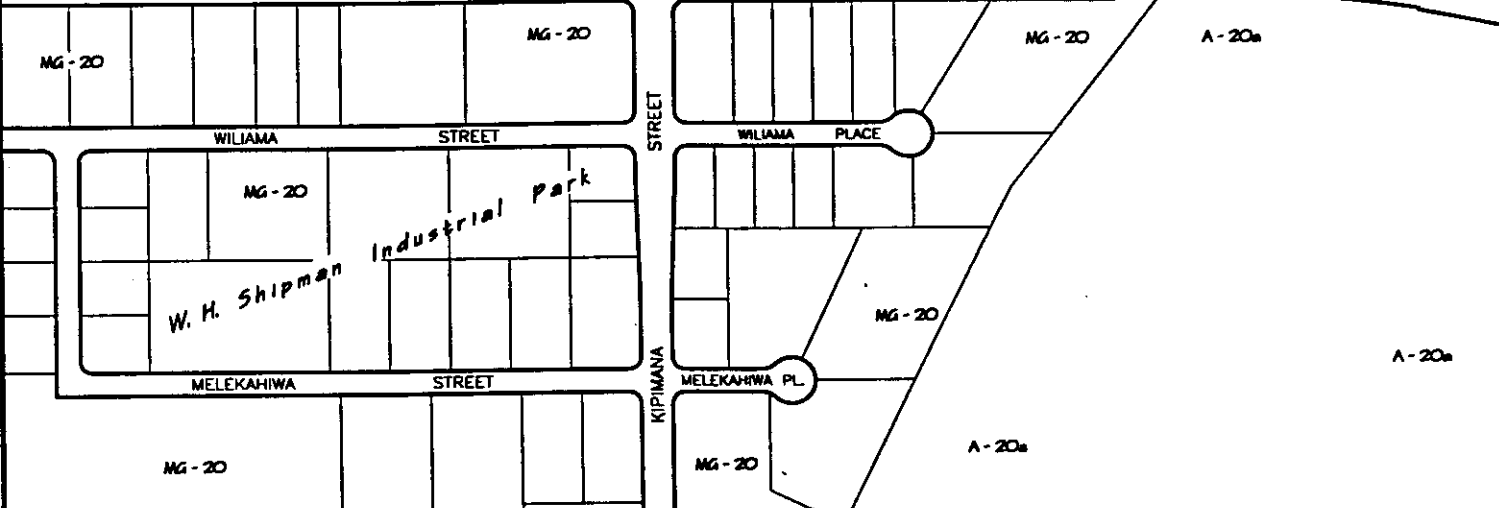 MG-20
MG-20
MG-20
A-20a
WILIAMA STREET
STREET
WILIAMA PLACE
MG-20
W. H. Shipman Industrial Park
MG-20
A-20a
MELEKAHIWA STREET
KIPIMANA
MELEKAHIWA PL.
MG-20
MG-20
A-20a